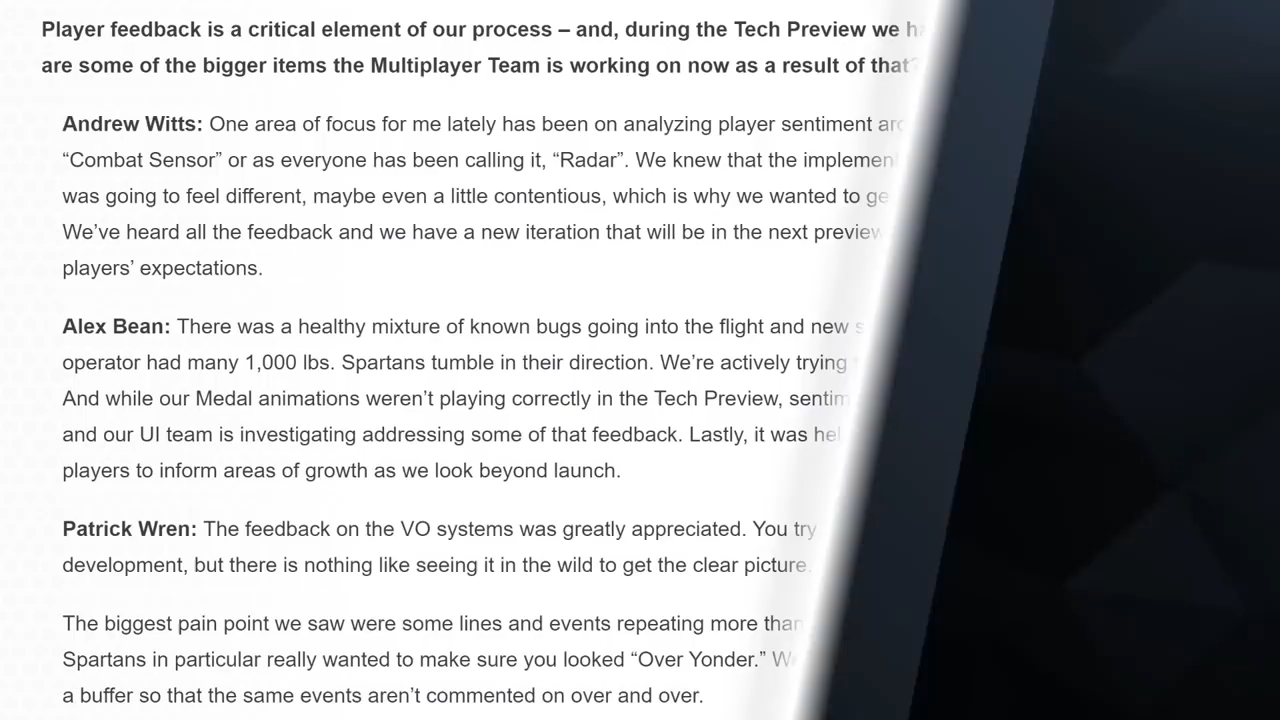 Player feedback is a critical element of our process – and, during the Tech Preview we
are some of the bigger items the Multiplayer Team is working on now as a result of that?
Andrew Witts: One area of focus for me lately has been on analyzing player sentiment
“Combat Sensor” or as everyone has been calling it, “Radar”. We knew that the
was going to feel different, maybe even a little contentious, which is why we wanted to
We’ve heard all the feedback and we have a new iteration that will be in the next preview
players’ expectations.
Alex Bean: There was a healthy mixture of known bugs going into the flight and new
operator had many 1,000 lbs. Spartans tumble in their direction. We’re actively trying
And while our Medal animations weren’t playing correctly in the Tech Preview,
and our UI team is investigating addressing some of that feedback. Lastly, it was
players to inform areas of growth as we look beyond launch.
Patrick Wren: The feedback on the VO systems was greatly appreciated. You try
development, but there is nothing like seeing it in the wild to get the clear picture.
The biggest pain point we saw were some lines and events repeating more than
Spartans in particular really wanted to make sure you looked “Over Yonder.”
a buffer so that the same events aren’t commented on over and over.